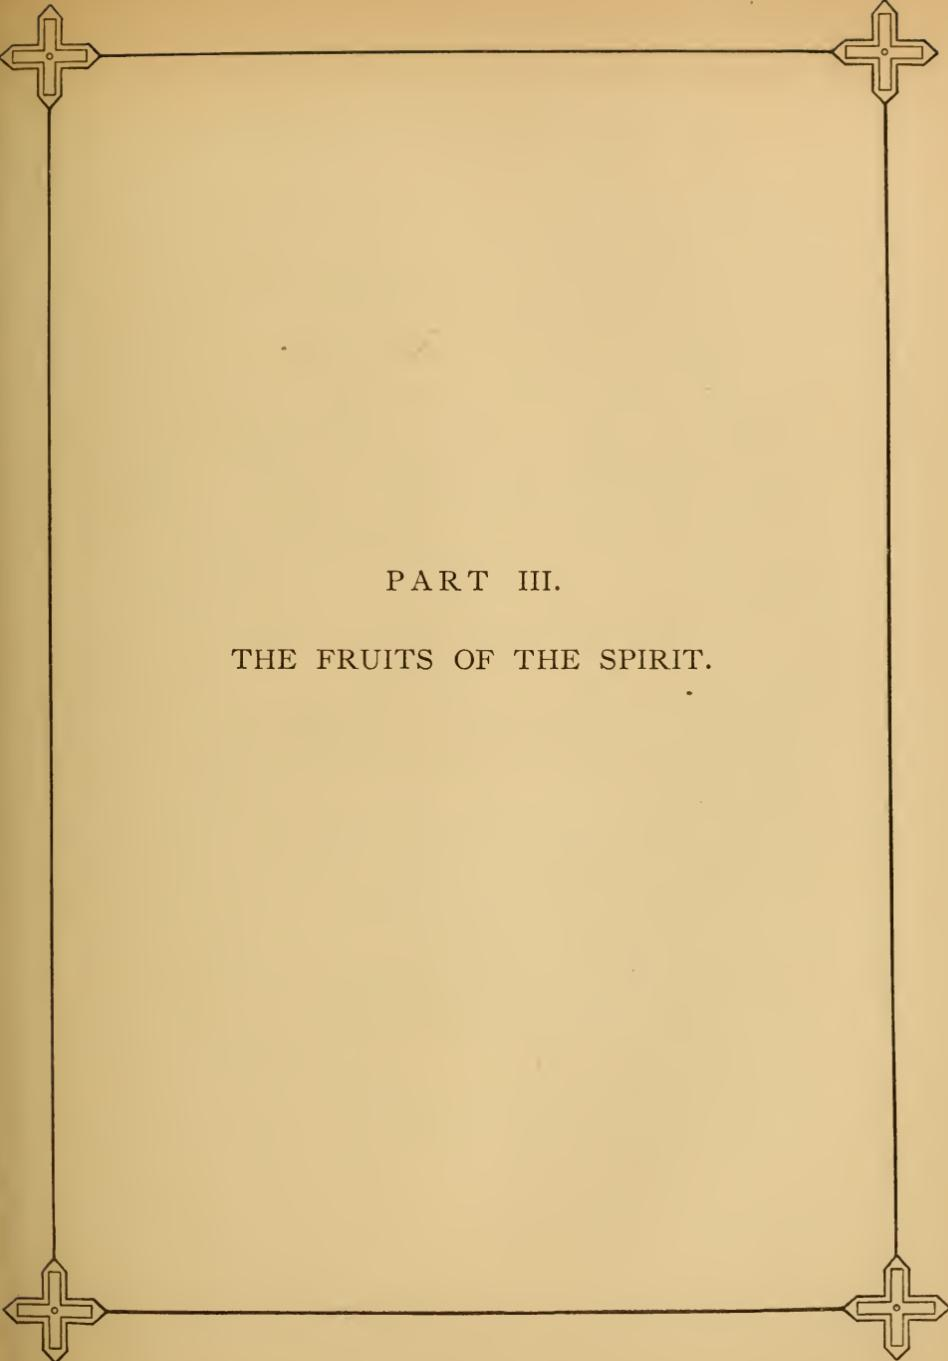 PART III.
THE FRUITS OF THE SPIRIT.